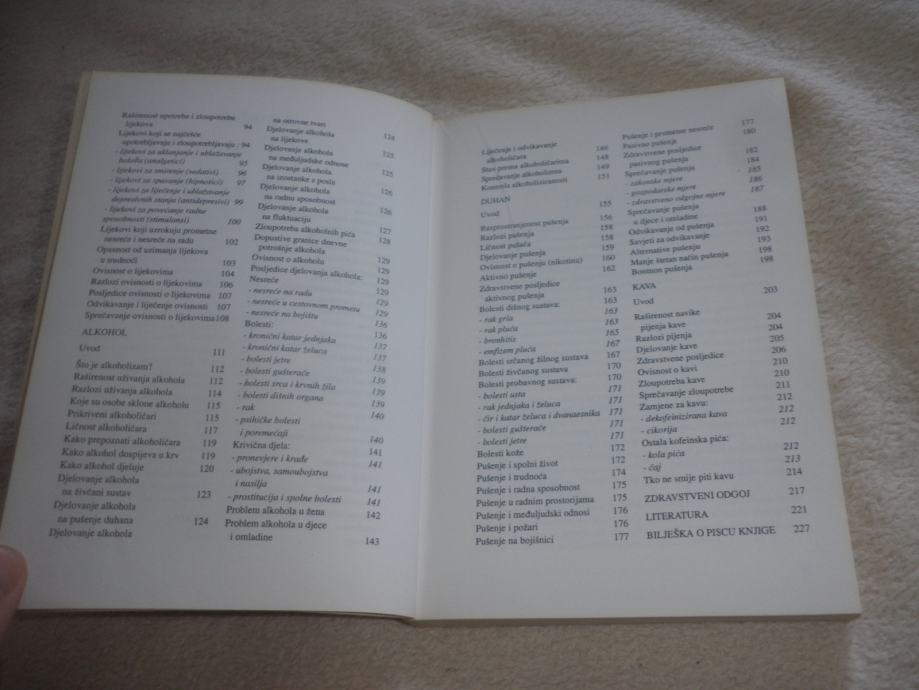 Raširenost upotrebe i zloupotrebe
lijekova 94
Lijekovi koji se najčešće
upotrebljavaju i zloupotrebljavaju : 94
- lijekovi za uklanjanje i ublažavanje
bolo (analgetici) 95
- lijekovi za smirenje (sedativi) 96
- lijekovi za spavanje (hipnotici) 97
- lijekovi za liječenje i ublažavanje
depresivnih stanja (antidepresivi) 99
- lijekovi za povećanje radne
sposobnosti (stimulansi) 100
Lijekovi koji uzrokuju prometne
nesreće i nesreće na radu 102
Opasnost od uzimanja lijekova
u trudnoći 103
Ovisnost o lijekovima 104
Razlozi ovisnosti o lijekovima 106
Posljedice ovisnosti o lijekovima 107
Odvikavanje i liječenje ovisnosti 107
Sprečavanje ovisnosti o lijekovima 108
ALKOHOL
Uvod 111
Što je alkoholizam? 112
Raširenost uživanja alkohola 112
Razlozi uživanja alkohola 114
Koje su osobe sklone alkoholu 115
Prikriveni alkoholičari 115
Ličnost alkoholičara 117
Kako prepoznati alkoholičara 119
Kako alkohol dospijeva u krv 119
Kako alkohol djeluje 120
Djelovanje alkohola
na živčani sustav 123
Djelovanje alkohola
na pušenje duhana 124
Djelovanje alkohola
na otrovne tvari 124
Djelovanje alkohola
na lijekove 125
Djelovanje alkohola
na međuljudske odnose 125
Djelovanje alkohola
na izostanke s posla 126
Djelovanje alkohola
na radnu sposobnost 126
Djelovanje alkohola
na fluktuaciju 127
Zloupotreba alkoholnih pića 128
Dopustive granice dnevne
potrošnje alkohola 129
Ovisnost o alkoholu 129
Posljedice djelovanja alkohola: 129
Nesreće 129
- nesreće na radu 129
- nesreće u cestovnom prometu 129
- nesreće na bojištu 136
Bolesti: 136
- kronični katar jednjaka 137
- kronični katar želuca 137
- bolesti jetre 138
- bolesti gušterače 139
- bolesti srca i krvnih žila 139
- bolesti dišnih organa 139
- rak 140
- psihičke bolesti
i poremećaji 140
Krivična djela: 141
- pronevjere i krađe 141
- ubojstva, samoubojstva
i nasilja 141
- prostitucija i spolne bolesti 141
Problem alkohola u žena 142
Problem alkohola u djece
i omladine 143
Liječenje i odvikavanje
alkoholičara 146
Stav prema alkoholičarima 148
Sprečavanje alkoholizma 149
Kontrola alkoholiziranosti 151
DUHAN
Uvod 155
Rasprostranjenost pušenja 156
Razlozi pušenja 158
Ličnost pušača 158
Djelovanje pušenja 159
Ovisnost o pušenju (nikotinu) 160
Aktivno pušenje 162
Zdravstvene posljedice
aktivnog pušenja 163
Bolesti dišnog sustava: 163
- rak grla 163
- rak pluća 163
- bronhitis 165
- emfizam pluća 167
Bolesti srčanog žilnog sustava 167
Bolesti živčanog sustava 170
Bolesti probavnog sustava: 170
- bolesti usta 171
- rak jednjaka i želuca 171
- čir i katar želuca i dvanaesnika 171
- bolesti gušterače 171
- bolesti jetre 171
Bolesti kože 172
Pušenje i spolni život 172
Pušenje i trudnoća 174
Pušenje i radna sposobnost 175
Pušenje u radnim prostorijama 175
Pušenje i međuljudski odnosi 176
Pušenje i požari 176
Pušenje na bojišnici 177
Pušenje i prometne nesreće 177
Pasivno pušenje 180
Zdravstvene posljedice
pasivnog pušenja 182
Sprečavanje pušenja 184
- zakonske mjere 185
- gospodarske mjere 186
- zdravstveno odgojne mjere 187
Sprečavanje pušenja
u djece i omladine 188
Odvikavanje od pušenja 191
Savjeti za odvikavanje 192
Alternative pušenju 193
Manje štetan način pušenja 198
Bonton pušenja 198
KAVA
Uvod 203
Raširenost navike
pijenja kave 204
Razlozi pijenja 204
Djelovanje kave 205
Zdravstvene posljedice 206
Ovisnost o kavi 210
Zloupotreba kave 210
Sprečavanje zloupotrebe 211
Zamjene za kavu: 212
- dekofeinizirana kava 212
- cikorija 212
Ostala kofeinska pića:
- kola pića 212
- čaj 213
Tko ne smije piti kavu 214
ZDRAVSTVENI ODGOJ 217
LITERATURA 221
BILJEŠKA O PISCU KNJIGE 227